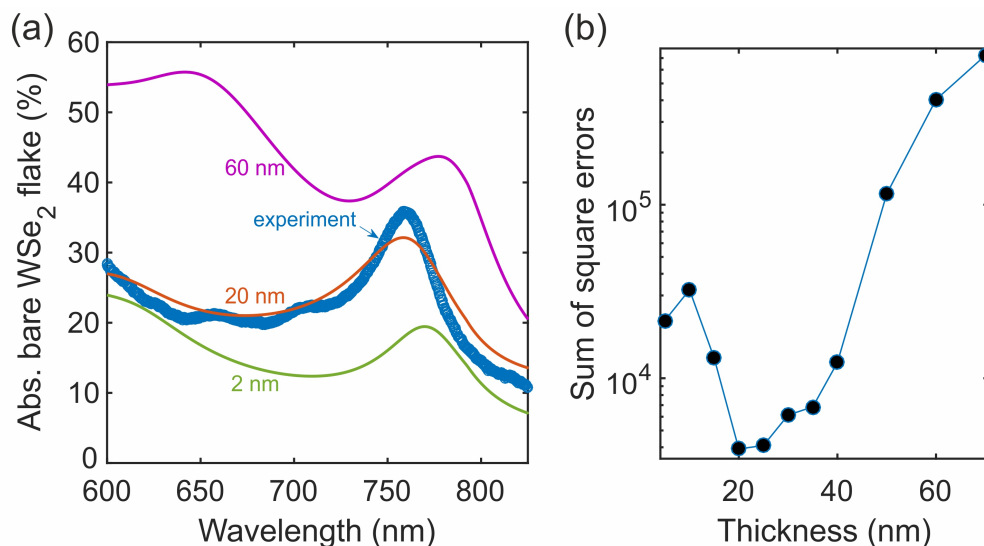 (a)
Abs. bare WSe2 flake (%)
60
50
40
30
20
10
0
600
650
700
750
800
Wavelength (nm)
60 nm
experiment
20 nm
2 nm
(b)
Sum of square errors
10^5
10^4
20
40
60
Thickness (nm)